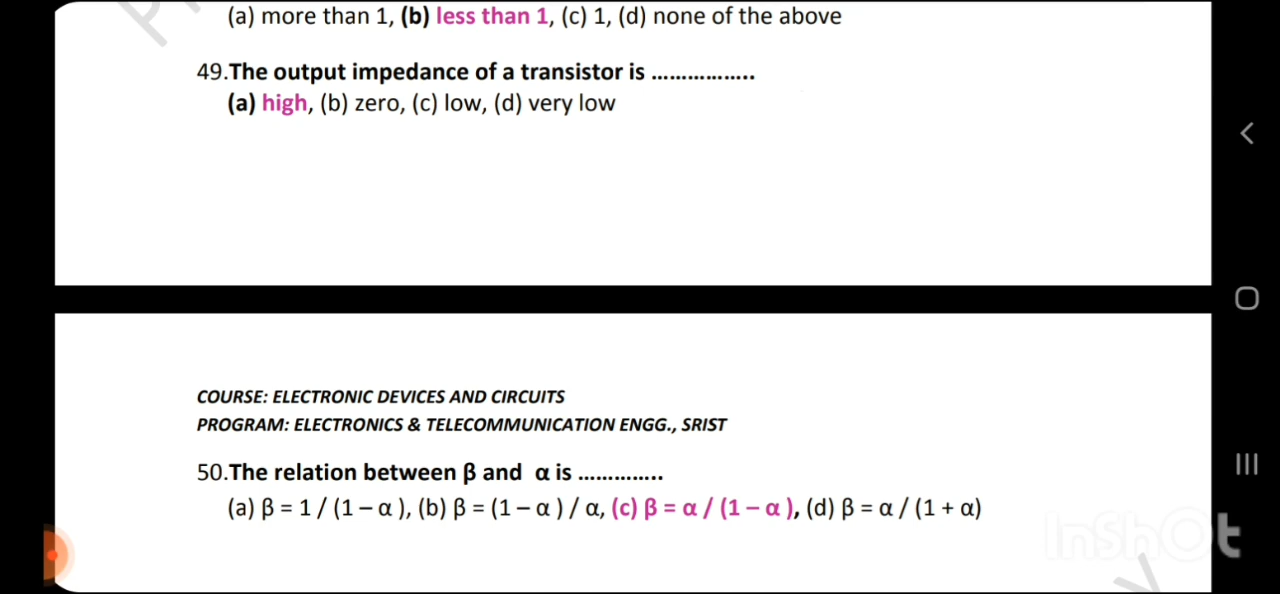 (a) more than 1, (b) less than 1, (c) 1, (d) none of the above
49.The output impedance of a transistor is ..................
(a) high, (b) zero, (c) low, (d) very low
COURSE: ELECTRONIC DEVICES AND CIRCUITS
PROGRAM: ELECTRONICS & TELECOMMUNICATION ENGG., SRIST
50.The relation between β and α is ..............
(a) β = 1 / (1 – α ), (b) β = (1 – α ) / α, (c) β = α / (1 – α ), (d) β = α / (1 + α)
InShOt